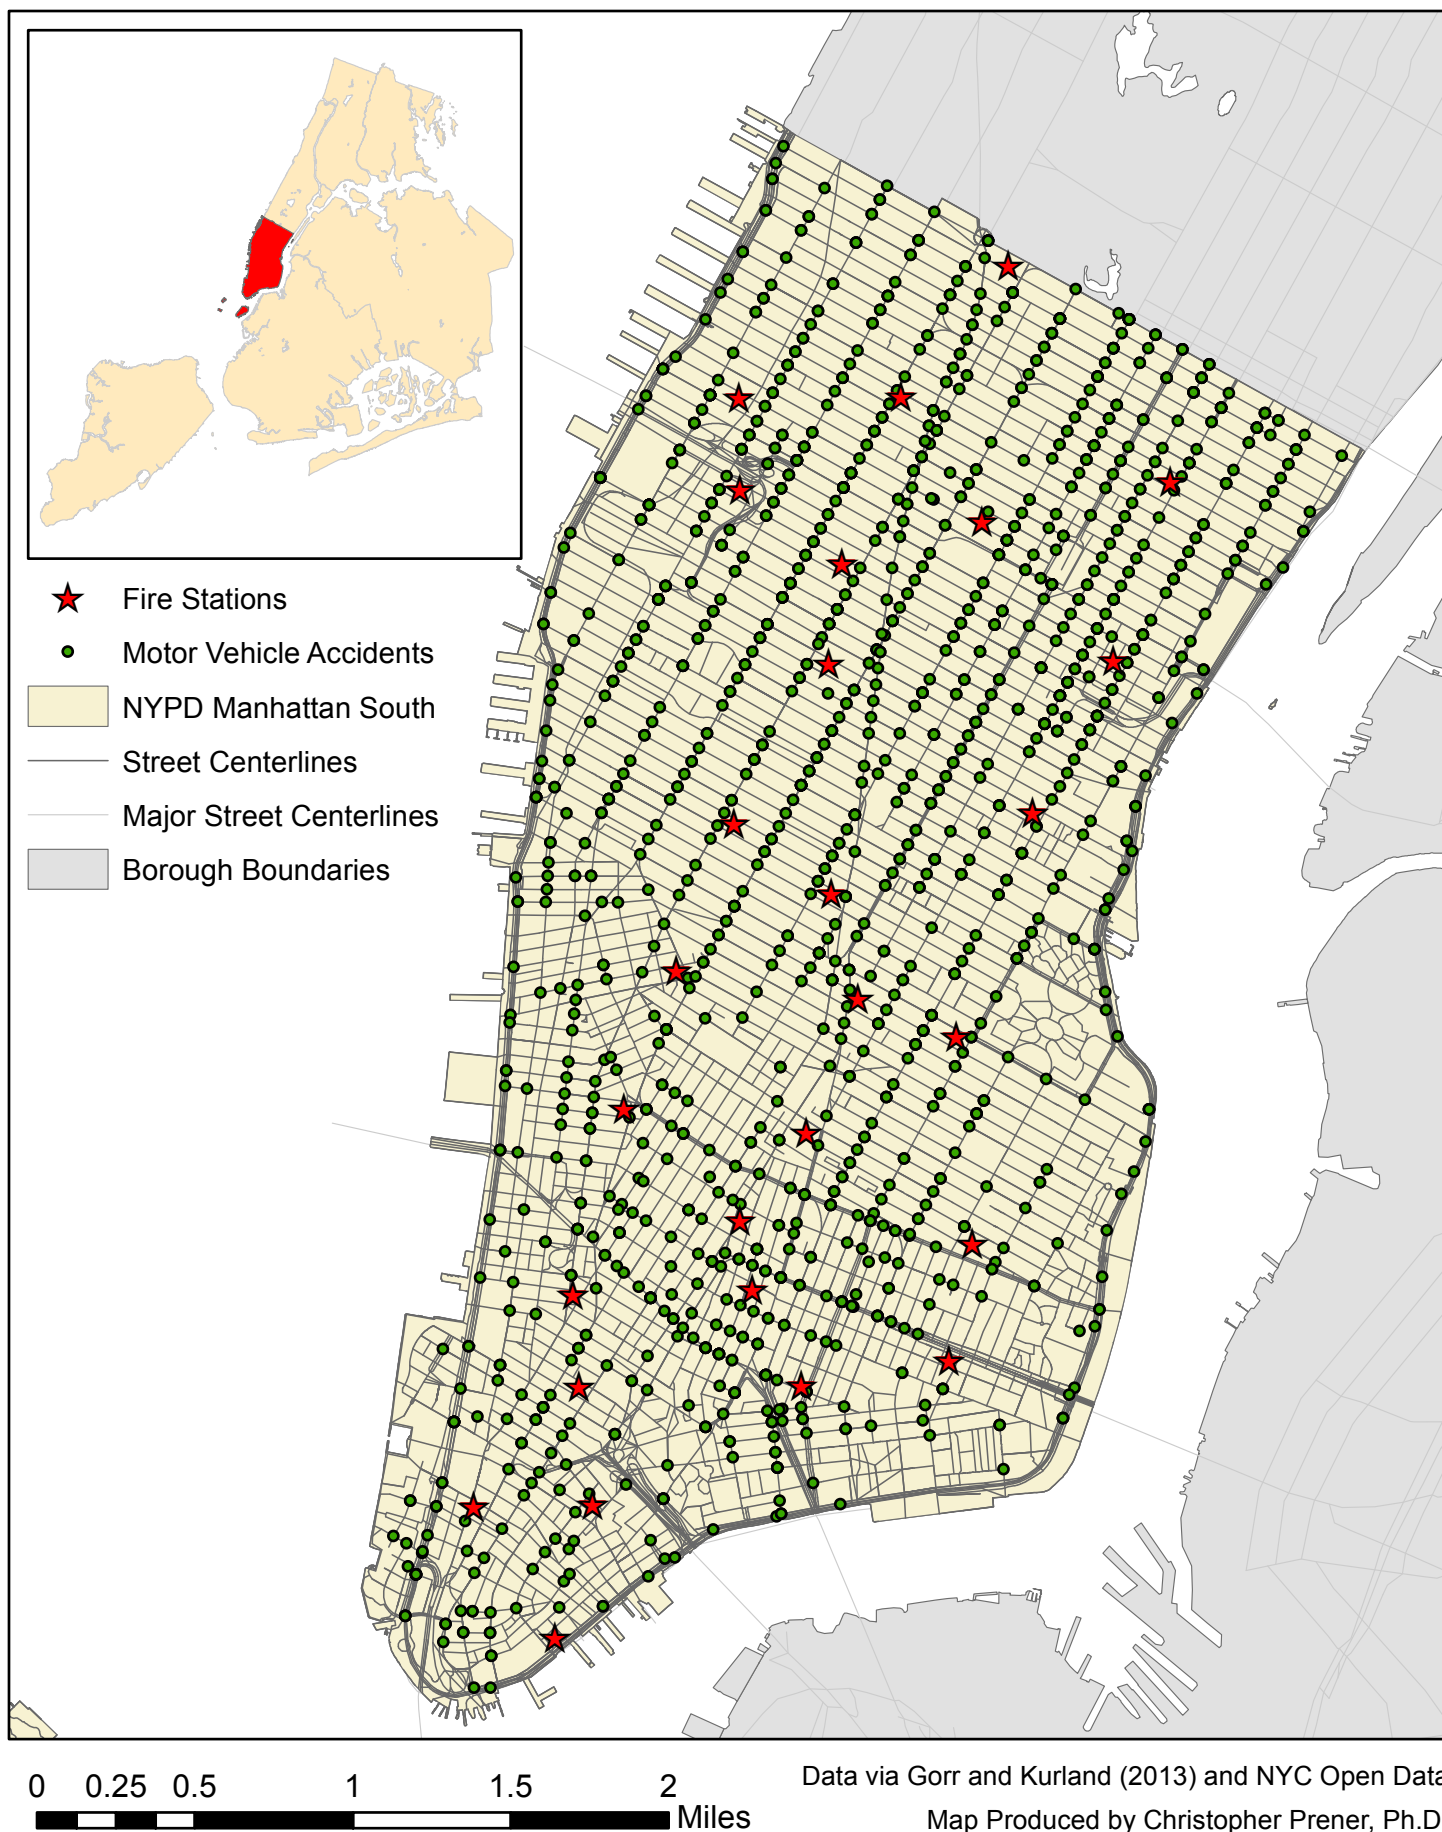 Fire Stations
Motor Vehicle Accidents
NYPD Manhattan South
Street Centerlines
Major Street Centerlines
Borough Boundaries
0 0.25 0.5 1 1.5 2
Miles
Data via Gorr and Kurland (2013) and NYC Open Data
Map Produced by Christopher Prener, Ph.D